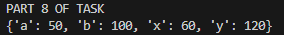 PART 8 OF TASK
{'a': 50, 'b': 100, 'x': 60, 'y': 120}